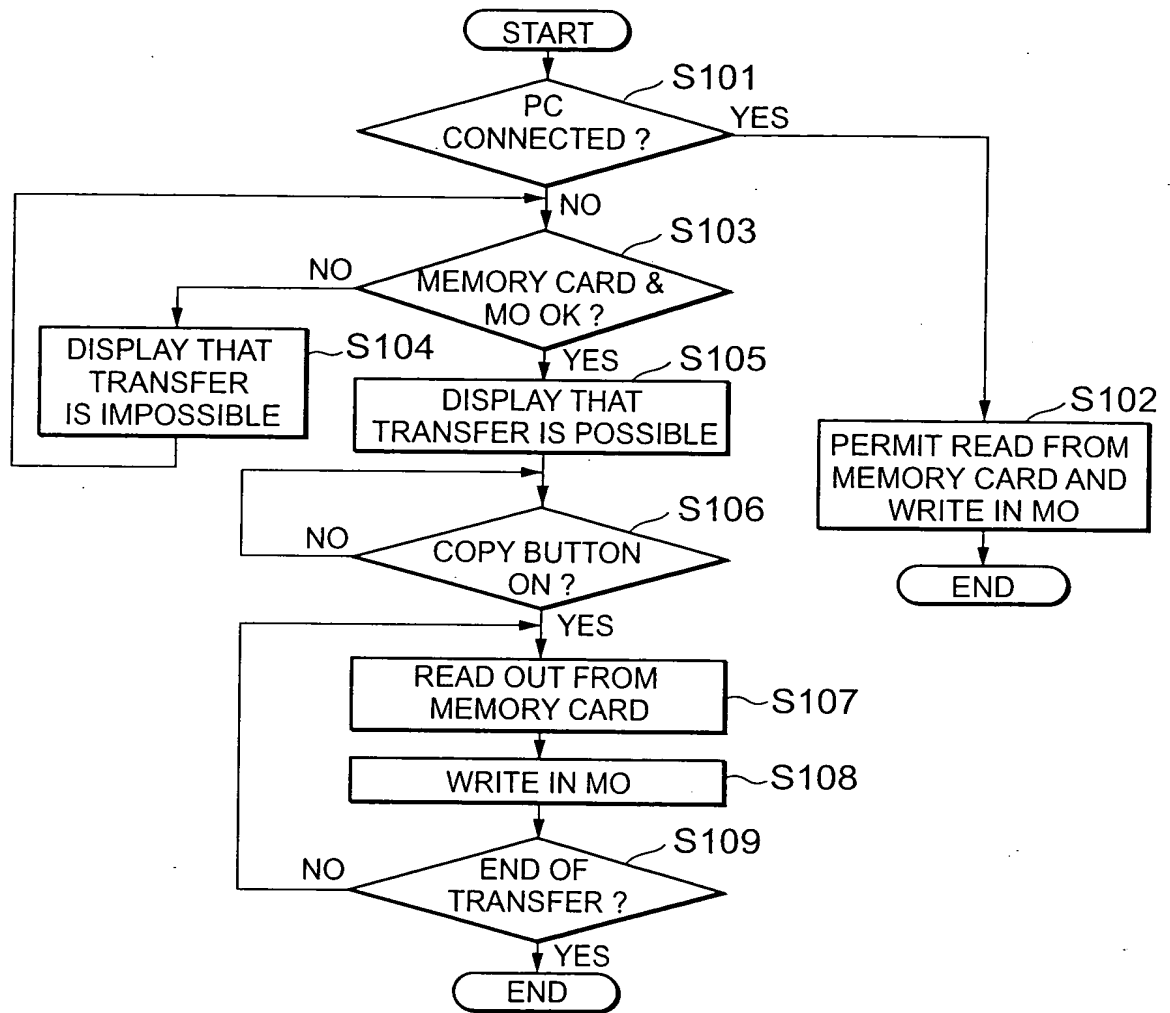 START
S101
PC
CONNECTED ?
YES
NO
S103
NO
MEMORY CARD &
MO OK ?
DISPLAY THAT
TRANSFER
IS IMPOSSIBLE
S104
YES
S105
DISPLAY THAT
TRANSFER IS POSSIBLE
S102
PERMIT READ FROM
MEMORY CARD AND
WRITE IN MO
END
S106
NO
COPY BUTTON
ON ?
YES
READ OUT FROM
MEMORY CARD
S107
WRITE IN MO
S108
S109
NO
END OF
TRANSFER ?
YES
END